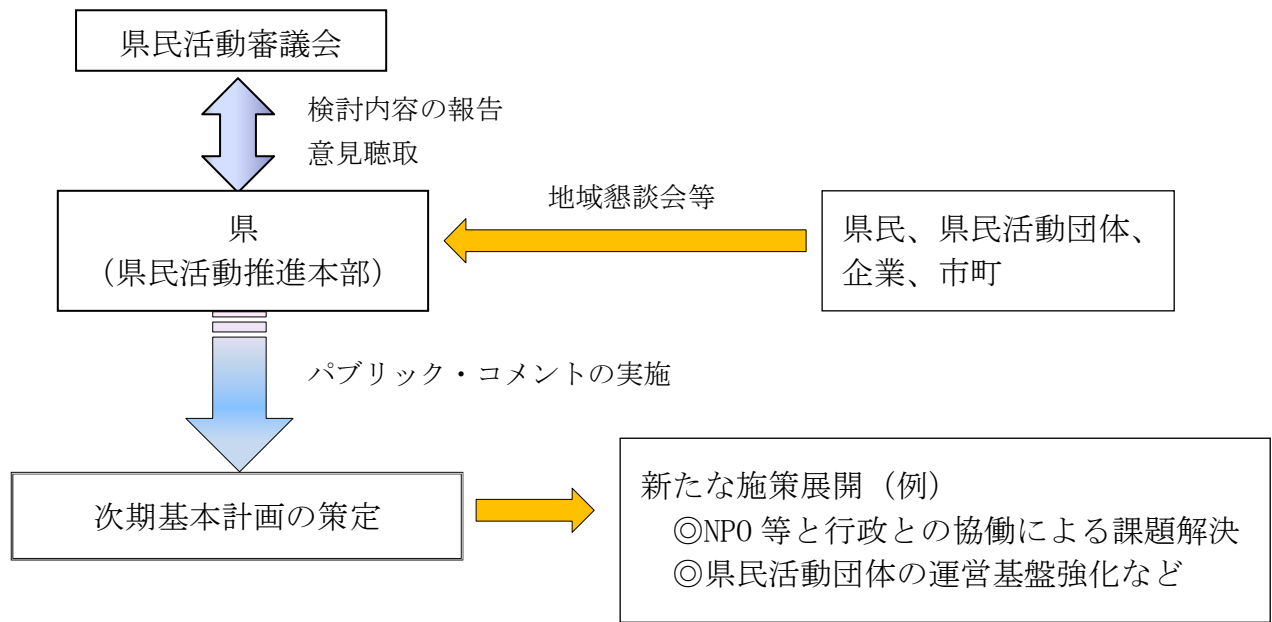 県民活動審議会
検討内容の報告
意見聴取
県
（県民活動推進本部）
地域懇談会等
県民、県民活動団体、
企業、市町
パブリック・コメントの実施
次期基本計画の策定
新たな施策展開（例）
◎NPO等と行政との協働による課題解決
◎県民活動団体の運営基盤強化など